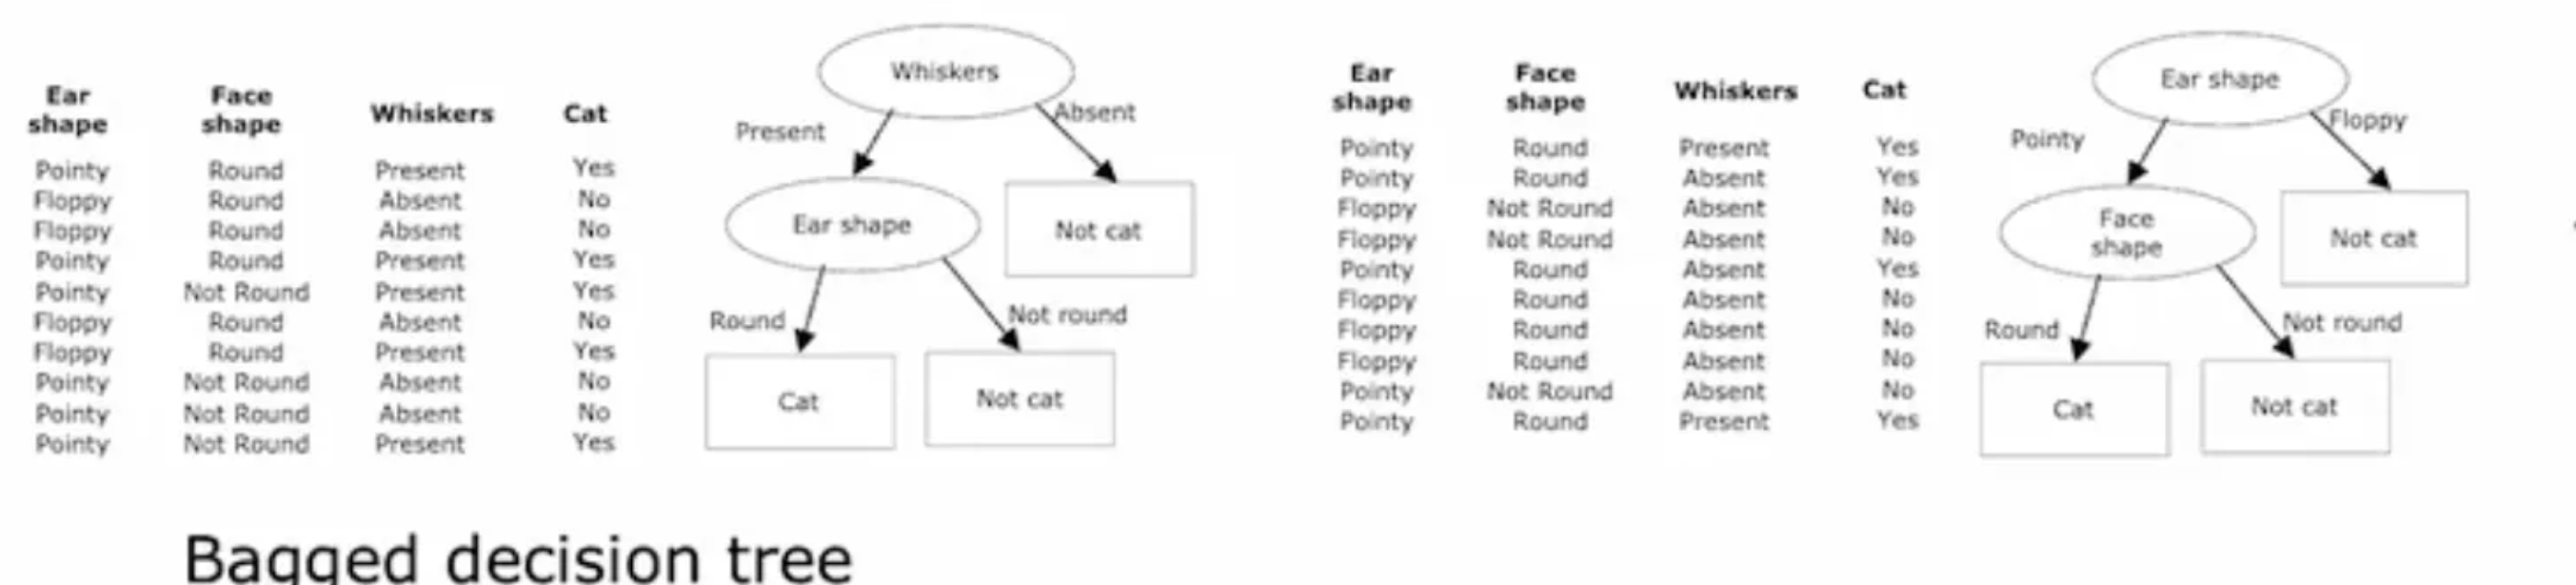 Ear shape Face shape Whiskers Cat
Pointy Round Present Yes
Floppy Round Absent No
Floppy Round Absent No
Pointy Round Present Yes
Pointy Not Round Present Yes
Floppy Round Absent No
Floppy Round Present Yes
Pointy Not Round Absent No
Pointy Not Round Absent No
Pointy Not Round Present Yes
Whiskers
Present
Absent
Ear shape
Not cat
Round
Not round
Cat
Not cat
Ear shape Face shape Whiskers Cat
Pointy Round Present Yes
Pointy Round Absent Yes
Floppy Not Round Absent No
Floppy Not Round Absent No
Pointy Round Absent Yes
Floppy Round Absent No
Floppy Round Absent No
Floppy Round Absent No
Pointy Not Round Absent No
Pointy Round Present Yes
Ear shape
Pointy
Floppy
Face
shape
Not cat
Round
Not round
Cat
Not cat
Bagged decision tree